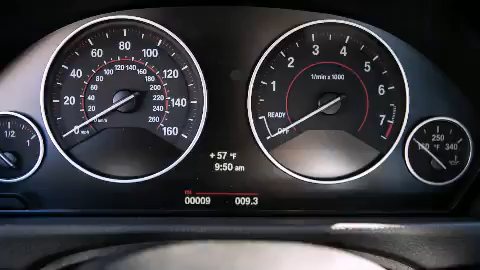 80
60 100
40 120
20 140
0 160
100 120 140 160
80 180
60 200
40 220
20 240
260
mph km/h
1/2
1 2 3 4 5 6 7
1/min x 1000
READY
OFF
250
150 °F 340
+ 57 °F
9:50 am
00009 009.3